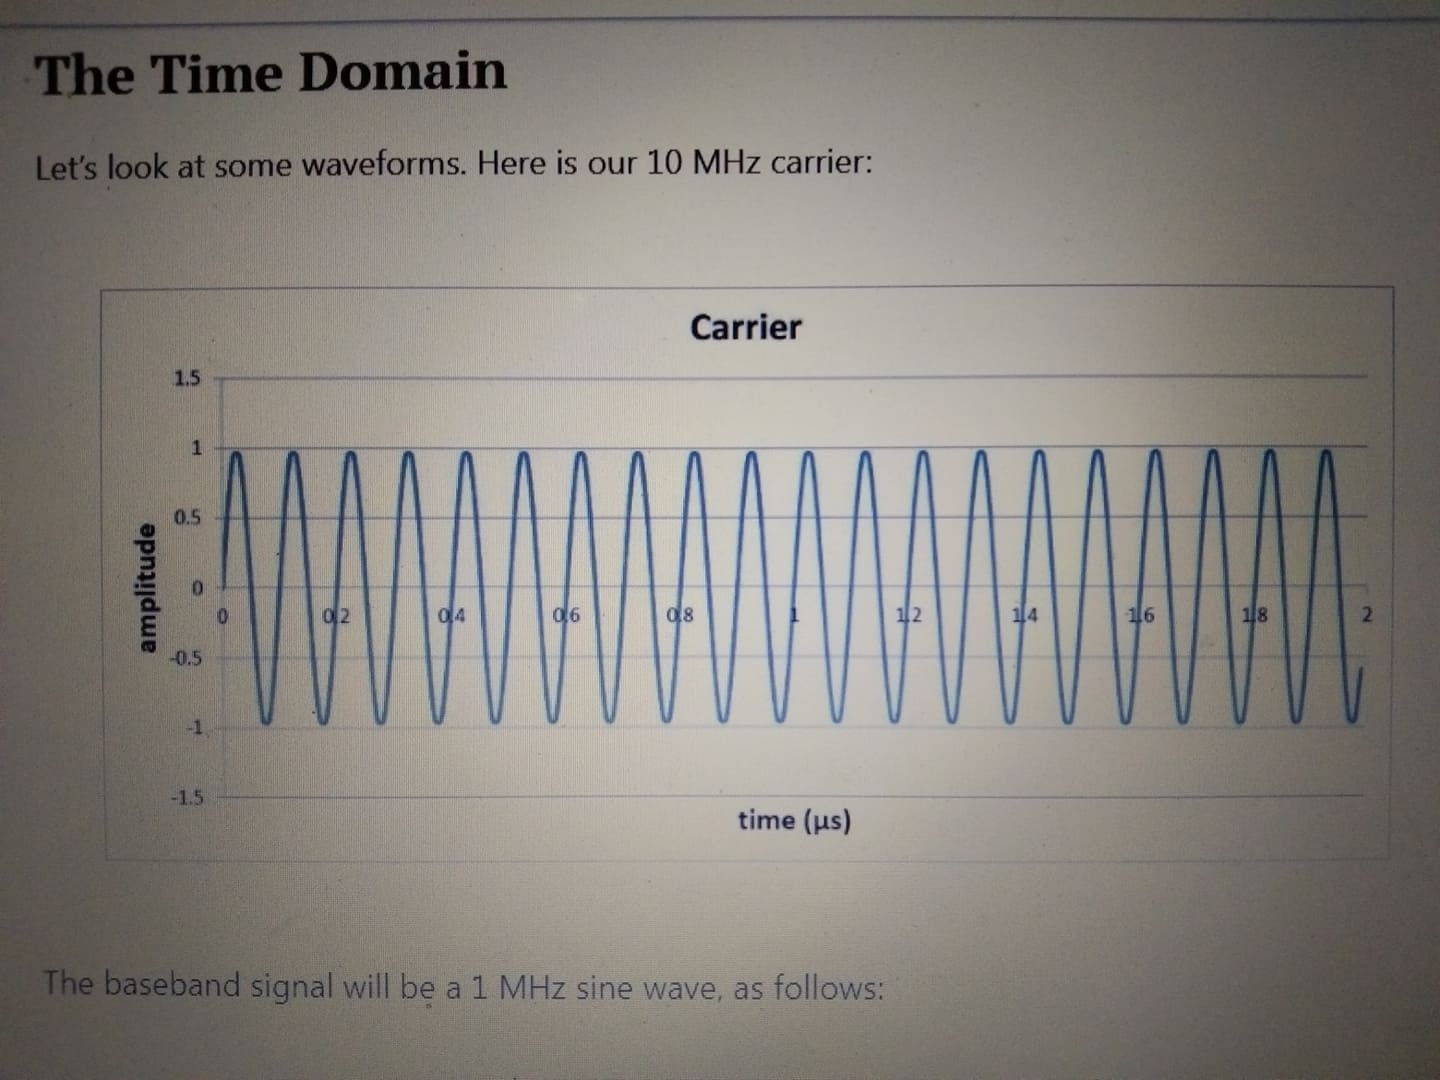 The Time Domain
Let's look at some waveforms. Here is our 10 MHz carrier:
Carrier
1.5
1
0.5
0
-0.5
-1
-1.5
amplitude
0 0.2 0.4 0.6 0.8 1 1.2 1.4 1.6 1.8 2
time (µs)
The baseband signal will be a 1 MHz sine wave, as follows: